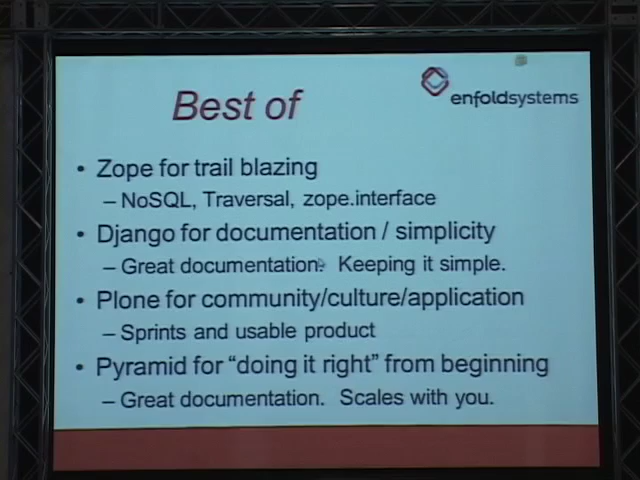 Best of
enfoldsystems
• Zope for trail blazing
– NoSQL, Traversal, zope.interface
• Django for documentation / simplicity
– Great documentation. Keeping it simple.
• Plone for community/culture/application
– Sprints and usable product
• Pyramid for “doing it right” from beginning
– Great documentation. Scales with you.